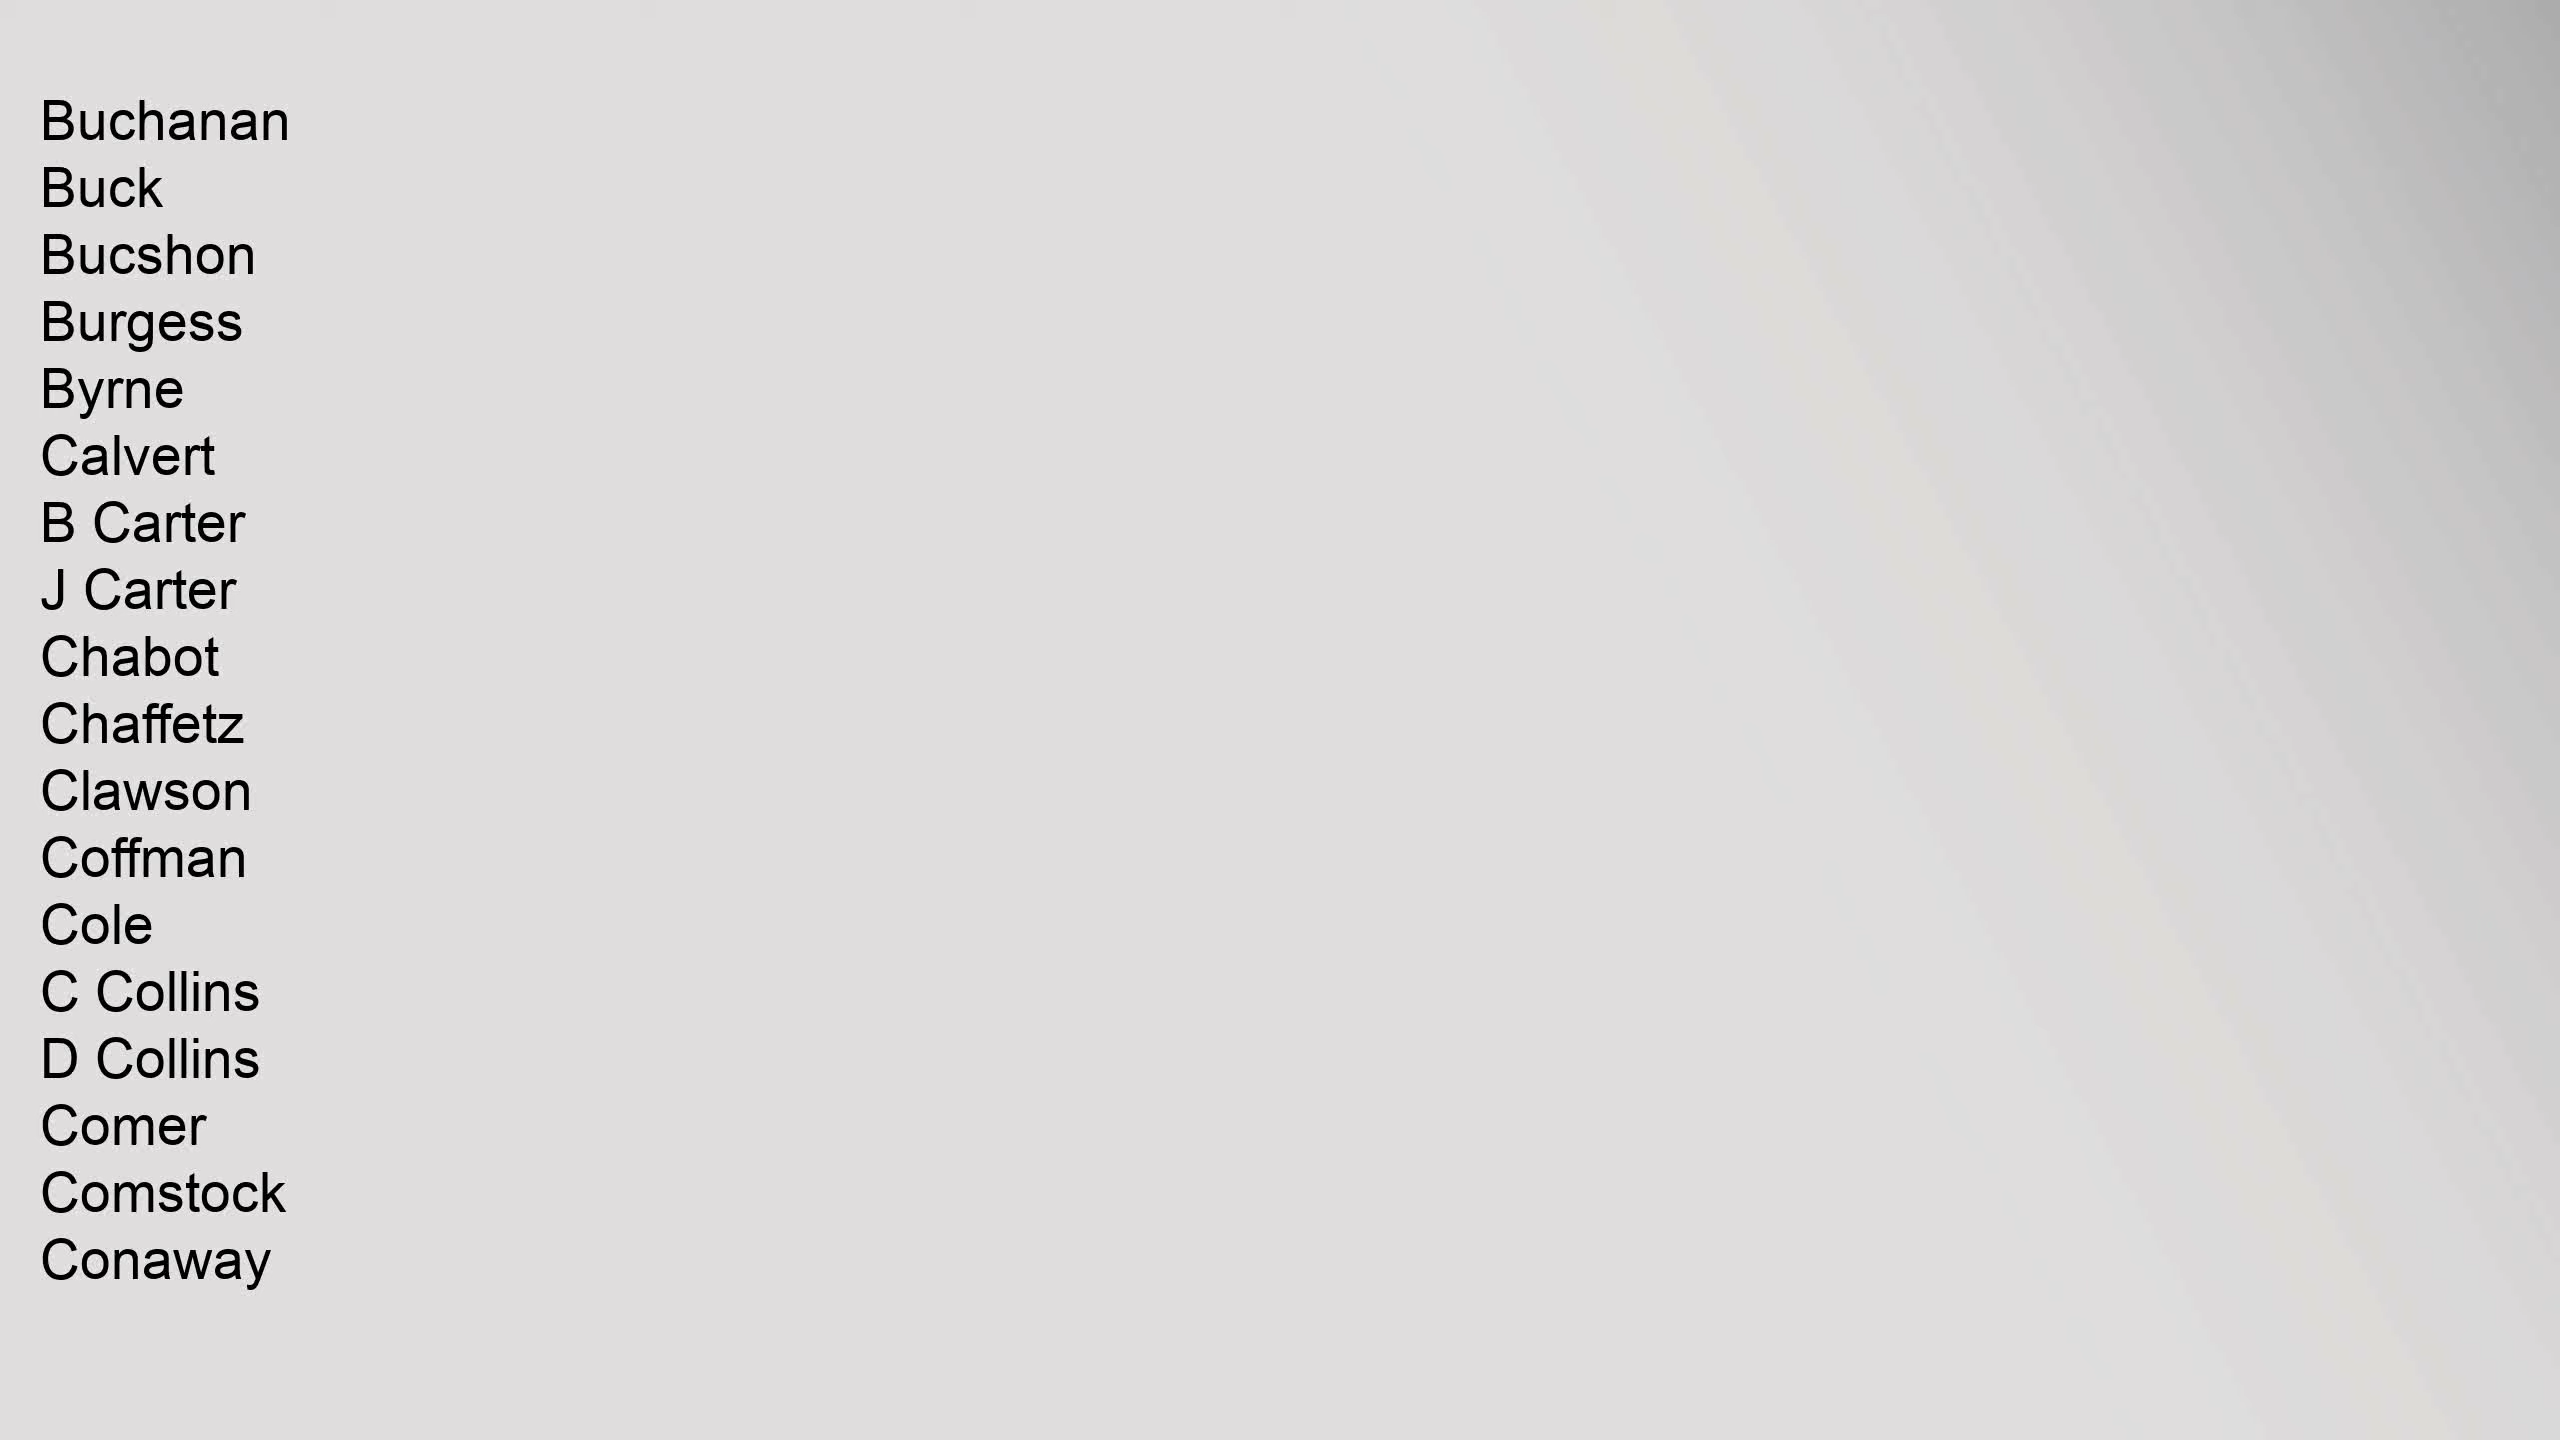 Buchanan
Buck
Bucshon
Burgess
Byrne
Calvert
B Carter
J Carter
Chabot
Chaffetz
Clawson
Coffman
Cole
C Collins
D Collins
Comer
Comstock
Conaway